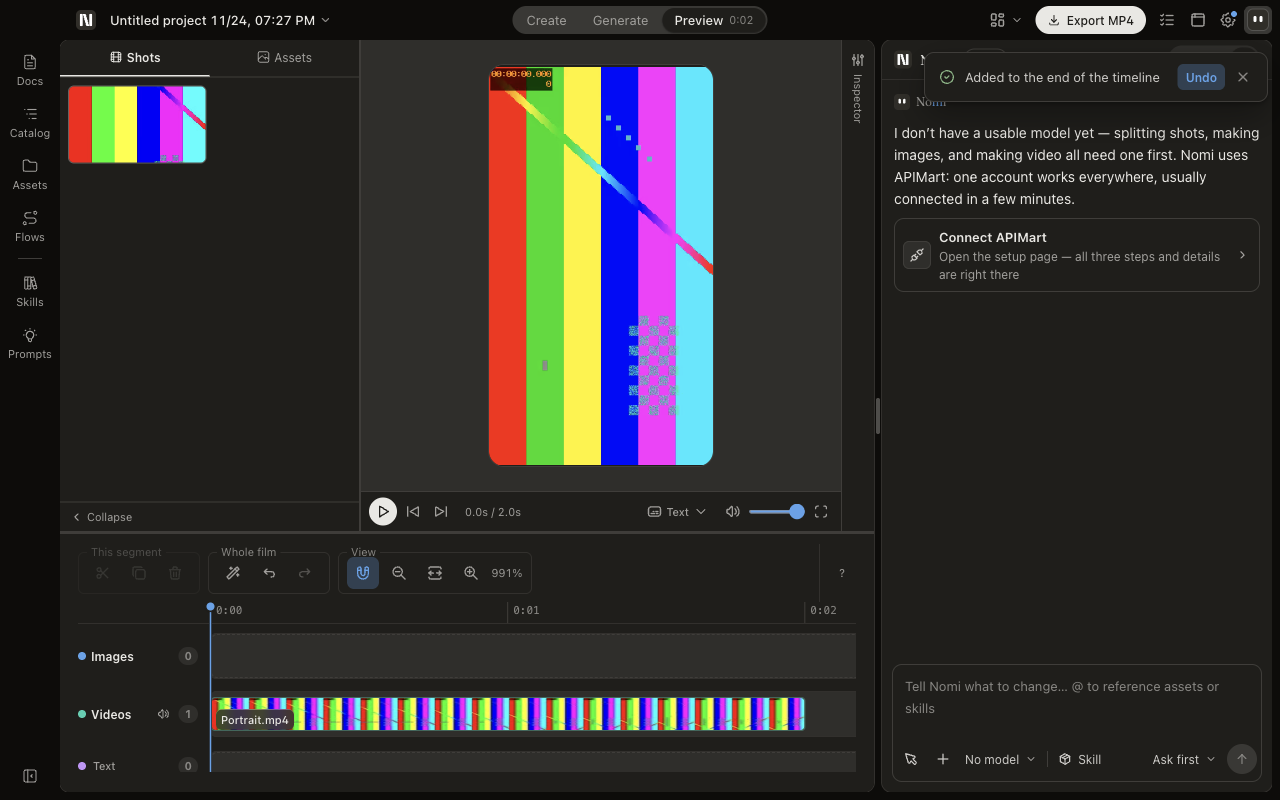 Untitled project 11/24, 07:27 PM
Create
Generate
Preview 0:02
Export MP4
Docs
Catalog
Assets
Flows
Skills
Prompts
Shots
Assets
Collapse
00:00:00.000
0
Inspector
0.0s / 2.0s
Text
Added to the end of the timeline
Undo
Nomi
I don't have a usable model yet — splitting shots, making
images, and making video all need one first. Nomi uses
APIMart: one account works everywhere, usually
connected in a few minutes.
Connect APIMart
Open the setup page — all three steps and details
are right there
This segment
Whole film
View
991%
?
0:00
0:01
0:02
Images
0
Videos
1
Portrait.mp4
Text
0
Tell Nomi what to change... @ to reference assets or
skills
No model
Skill
Ask first